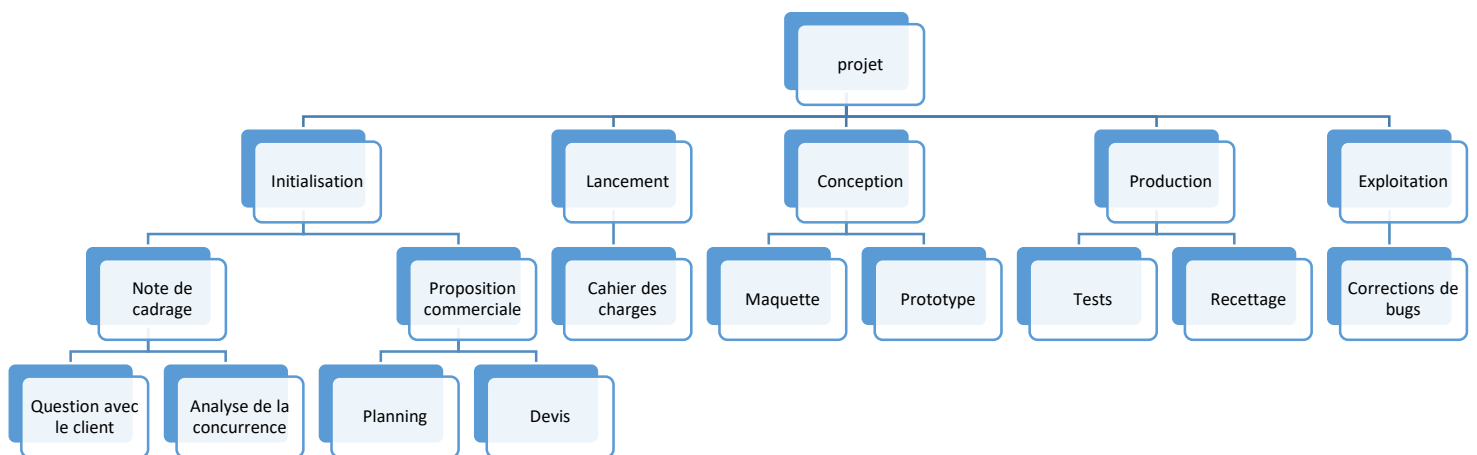 projet
Initialisation
Lancement
Conception
Production
Exploitation
Note de
cadrage
Proposition
commerciale
Cahier des
charges
Maquette
Prototype
Tests
Recettage
Corrections de
bugs
Question avec
le client
Analyse de la
concurrence
Planning
Devis